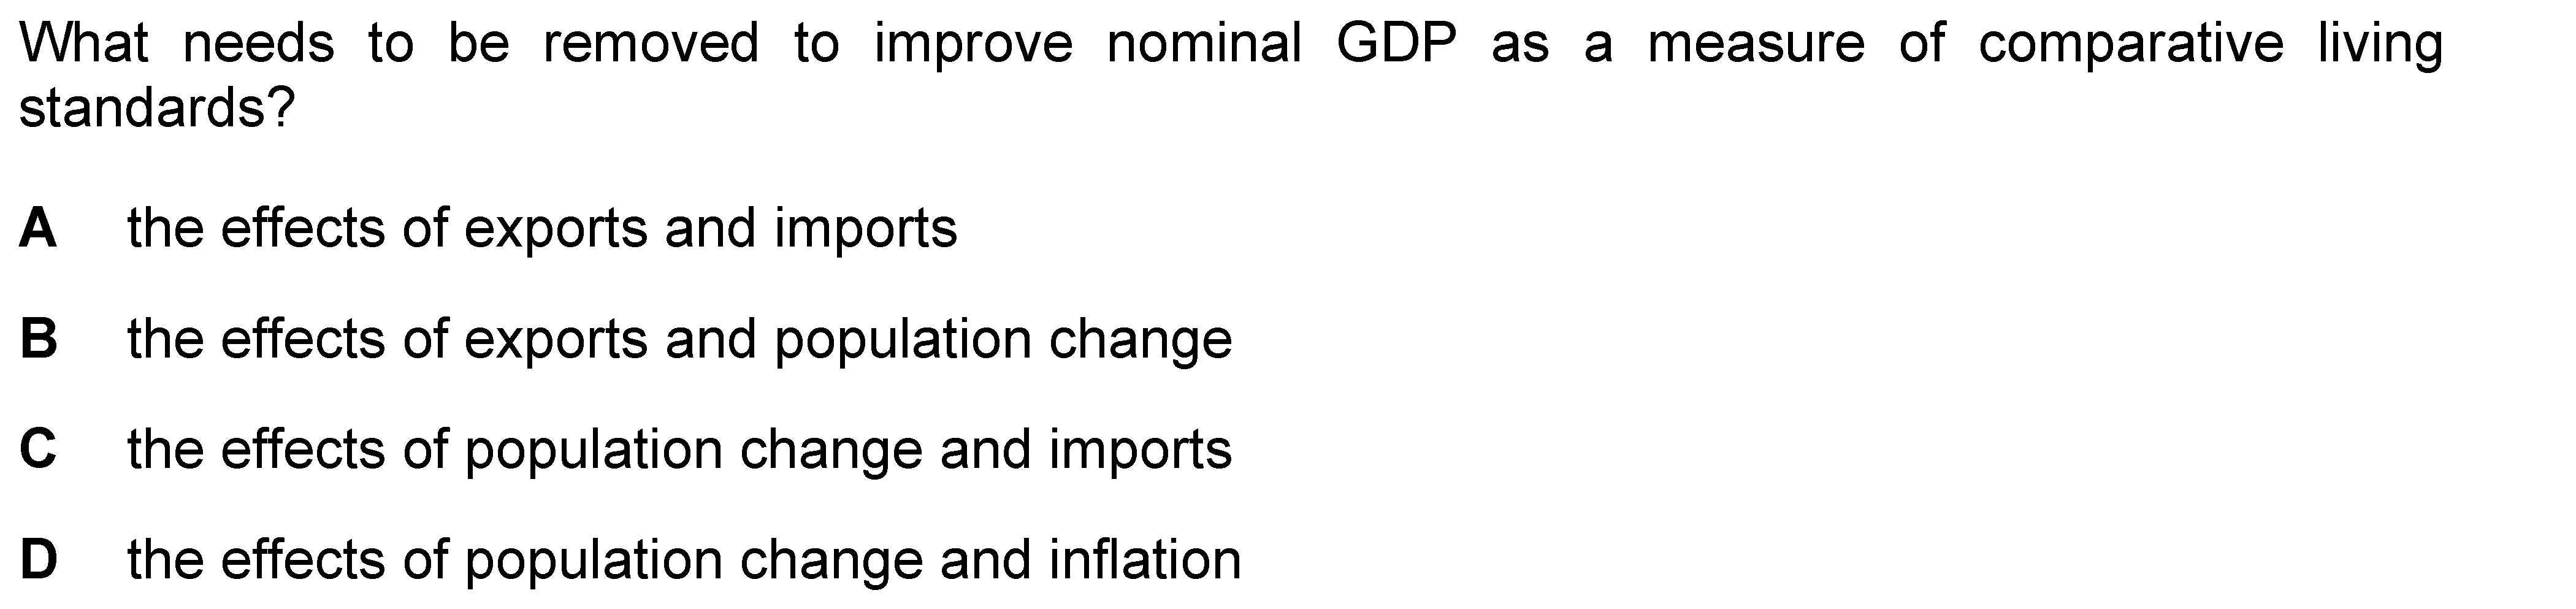 What needs to be removed to improve nominal GDP as a measure of comparative living
standards?
A the effects of exports and imports
B the effects of exports and population change
C the effects of population change and imports
D the effects of population change and inflation